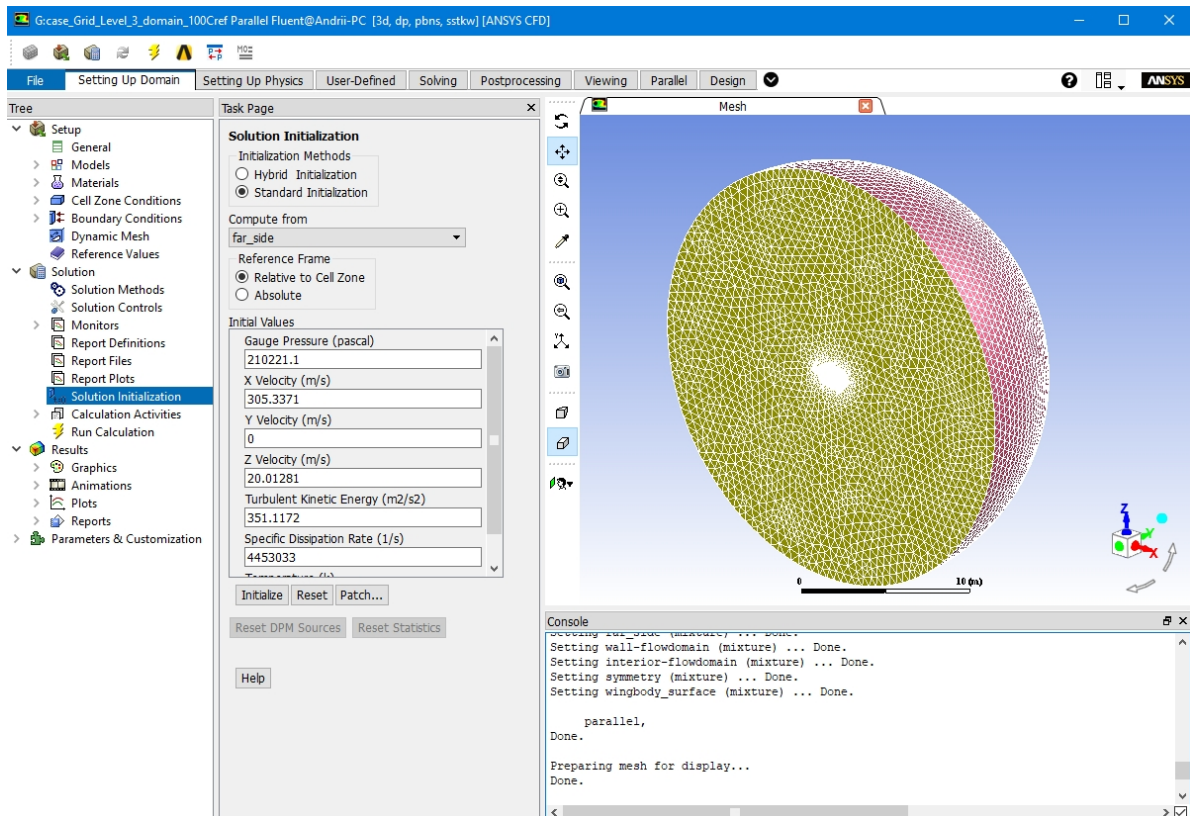 G:case_Grid_Level_3_domain_100Cref Parallel Fluent@Andrii-PC [3d, dp, pbns, sstkw] [ANSYS CFD]
File Setting Up Domain Setting Up Physics User-Defined Solving Postprocessing Viewing Parallel Design ANSYS
Tree
Setup
General
Models
Materials
Cell Zone Conditions
Boundary Conditions
Dynamic Mesh
Reference Values
Solution
Solution Methods
Solution Controls
Monitors
Report Definitions
Report Files
Report Plots
Solution Initialization
Calculation Activities
Run Calculation
Results
Graphics
Animations
Plots
Reports
Parameters & Customization
Task Page
Solution Initialization
Initialization Methods
Hybrid Initialization
Standard Initialization
Compute from
far_side
Reference Frame
Relative to Cell Zone
Absolute
Initial Values
Gauge Pressure (pascal)
210221.1
X Velocity (m/s)
305.3371
Y Velocity (m/s)
0
Z Velocity (m/s)
20.01281
Turbulent Kinetic Energy (m2/s2)
351.1172
Specific Dissipation Rate (1/s)
4453033
Temperature (k)
Initialize Reset Patch...
Reset DPM Sources Reset Statistics
Help
Mesh
Z
Y
X
0 10 (m)
Console
Setting far_side (mixture) ... Done.
Setting wall-flowdomain (mixture) ... Done.
Setting interior-flowdomain (mixture) ... Done.
Setting symmetry (mixture) ... Done.
Setting wingbody_surface (mixture) ... Done.
parallel,
Done.
Preparing mesh for display...
Done.